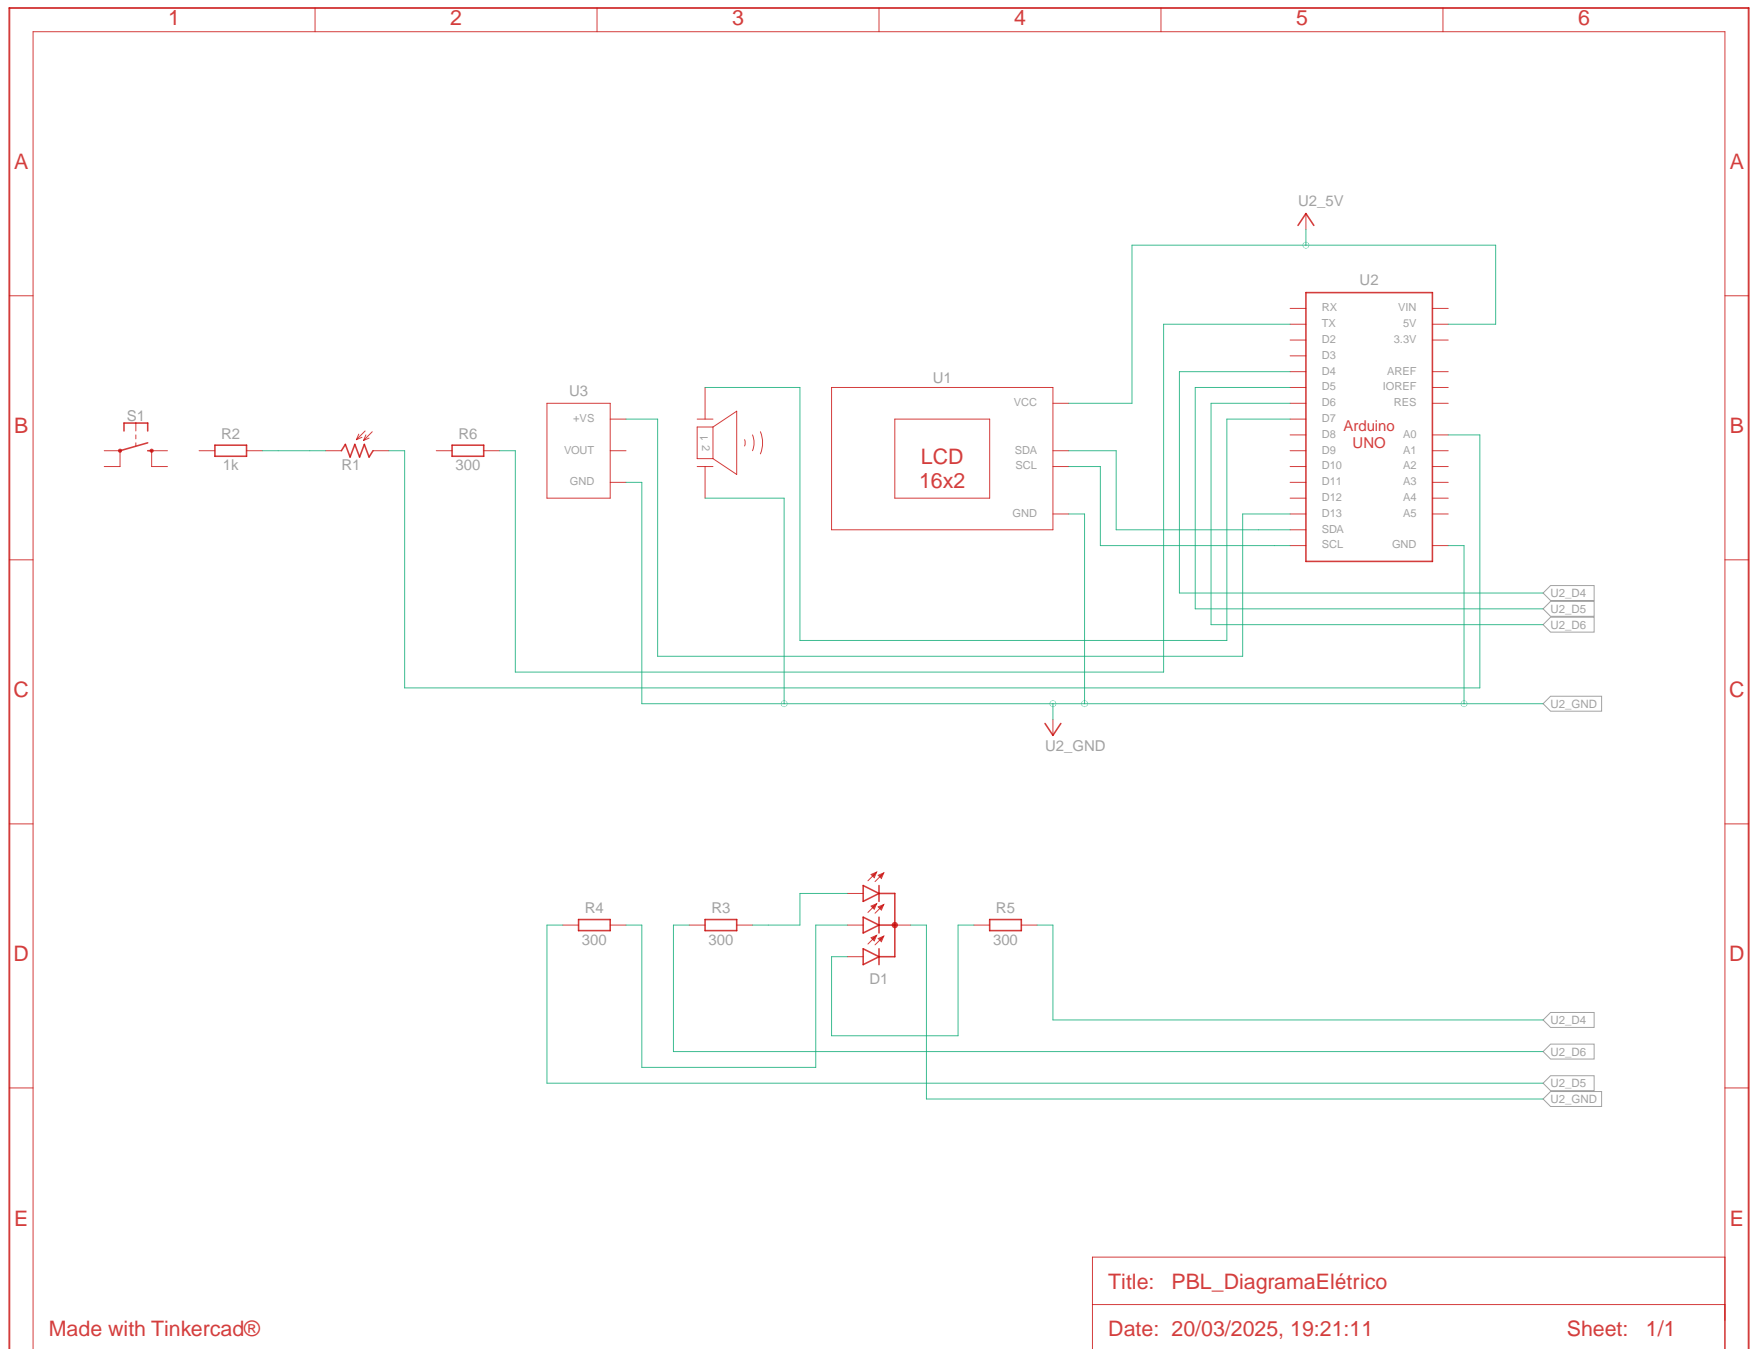 1 2 3 4 5 6
A A
U2_5V
U2
RX VIN
TX 5V
D2 3.3V
D3
D4 AREF
D5 IOREF
D6 RES
D7
Arduino
UNO
D8 A0
D9 A1
D10 A2
D11 A3
D12 A4
D13 A5
SDA
SCL GND
U1
VCC
SDA
SCL
GND
LCD
16x2
U3
+VS
VOUT
GND
1 2
B B
S1
R2
1k
R1
R6
300
U2_D4
U2_D5
U2_D6
C C
U2_GND
U2_GND
R4
300
R3
300
D1
R5
300
D D
U2_D4
U2_D6
U2_D5
U2_GND
E E
Title: PBL_DiagramaElétrico
Made with Tinkercad®
Date: 20/03/2025, 19:21:11 Sheet: 1/1